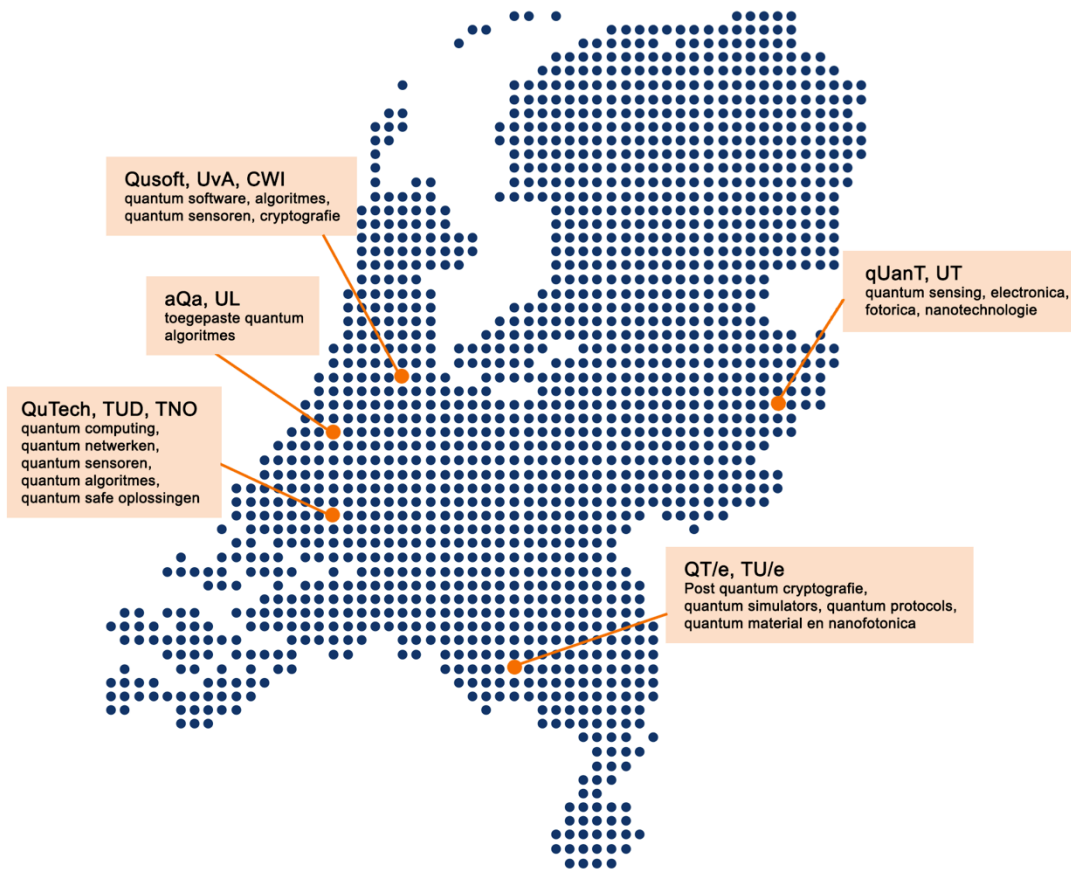 Qusoft, UvA, CWI
quantum software, algoritmes,
quantum sensoren, cryptografie
aQa, UL
toegepaste quantum
algoritmes
QuTech, TUD, TNO
quantum computing,
quantum netwerken,
quantum sensoren,
quantum algoritmes,
quantum safe oplossingen
qUanT, UT
quantum sensing, electronica,
fotorica, nanotechnologie
QT/e, TU/e
Post quantum cryptografie,
quantum simulators, quantum protocols,
quantum material en nanofotonica